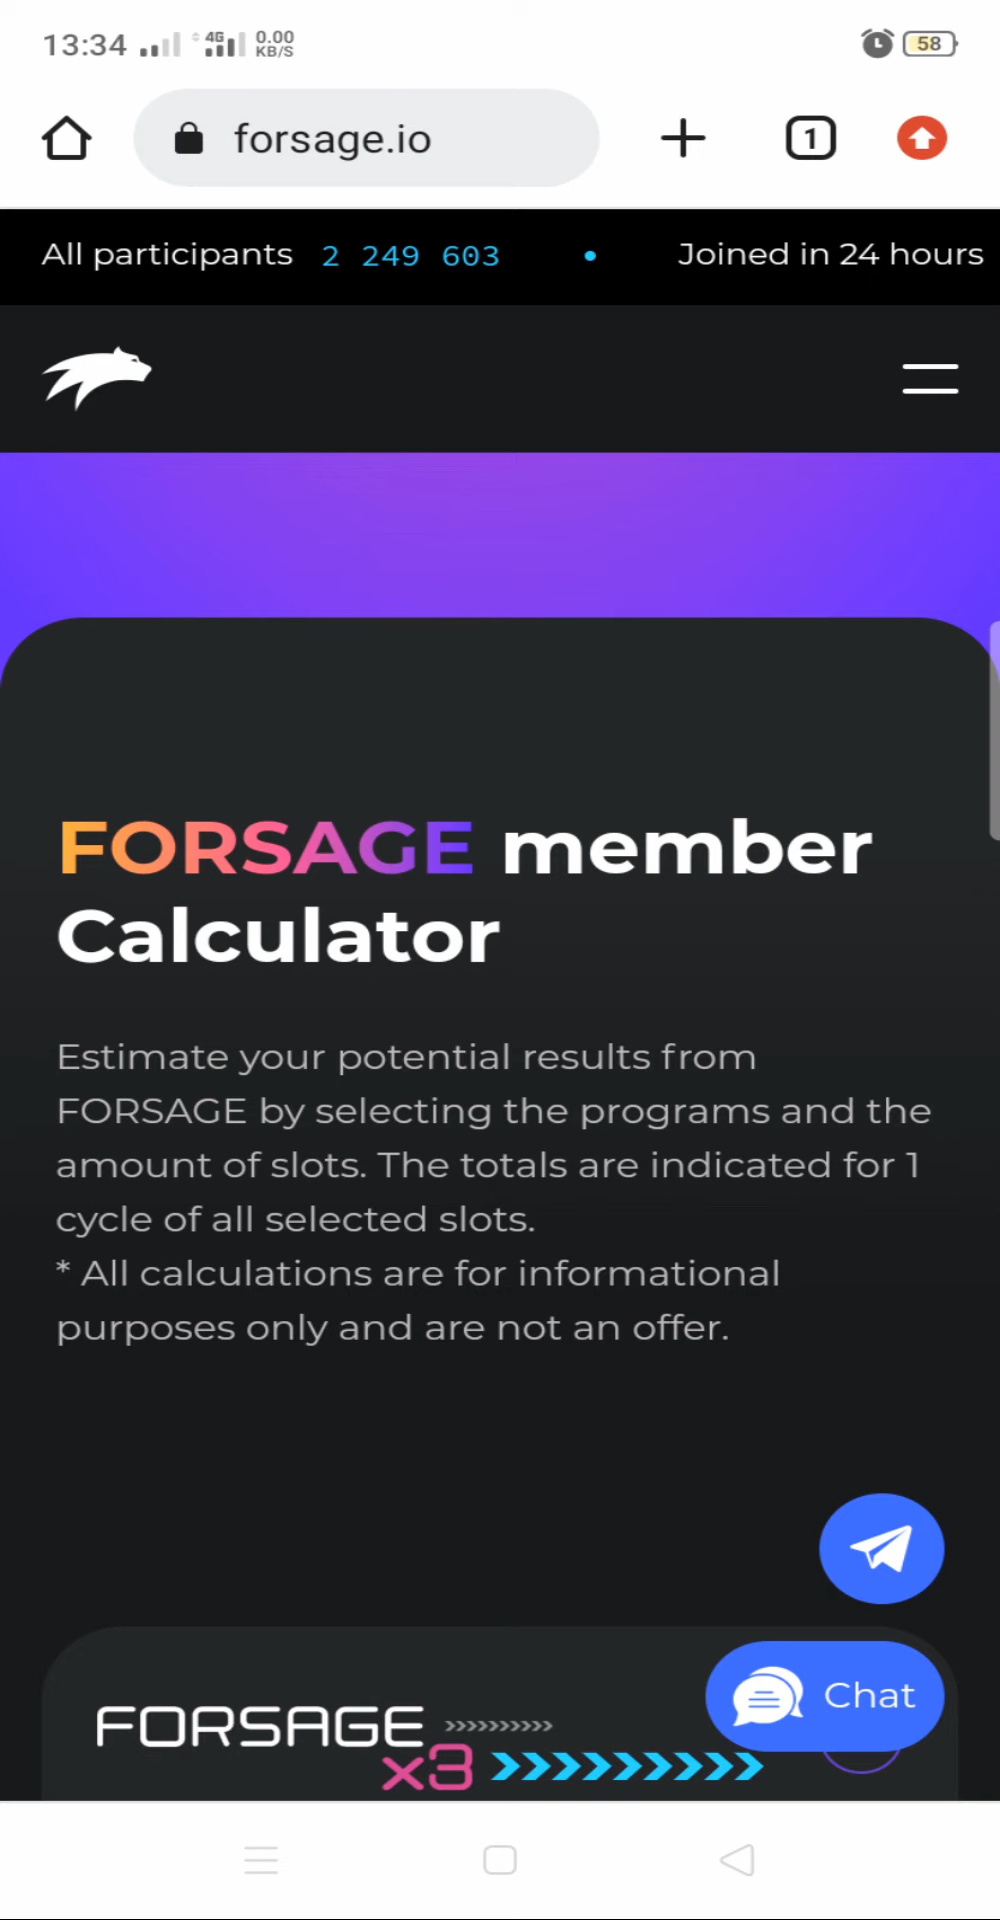 13:34 4G 0.00 KB/S 58
forsage.io 1
All participants 2 249 603 • Joined in 24 hours
FORSAGE member
Calculator
Estimate your potential results from
FORSAGE by selecting the programs and the
amount of slots. The totals are indicated for 1
cycle of all selected slots.
* All calculations are for informational
purposes only and are not an offer.
Chat
FORSAGE
x3